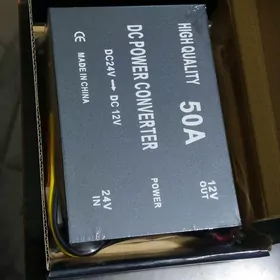 HIGH QUALITY 50A
DC POWER CONVERTER
DC24V → DC 12V
CE MADE IN CHINA
12V
OUT
POWER
24V
IN